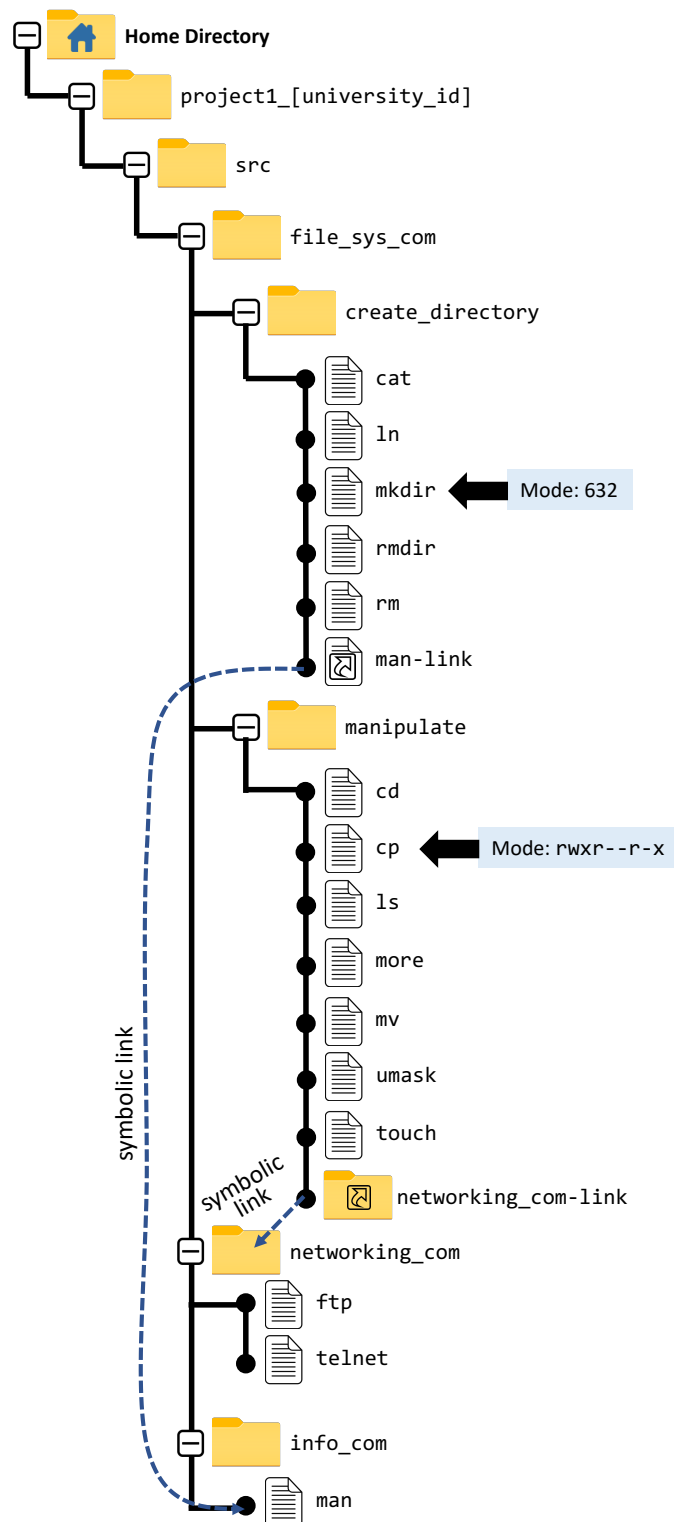 Home Directory
project1_[university_id]
src
file_sys_com
create_directory
cat
ln
mkdir
Mode: 632
rmdir
rm
man-link
manipulate
cd
cp
Mode: rwxr--r-x
ls
more
mv
umask
symbolic link
touch
symbolic
link
networking_com-link
networking_com
ftp
telnet
info_com
man